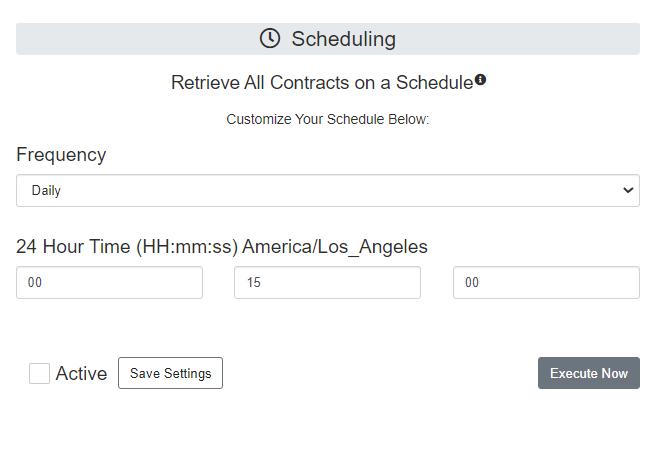 Scheduling
Retrieve All Contracts on a Schedule
Customize Your Schedule Below:
Frequency
Daily
24 Hour Time (HH:mm:ss) America/Los_Angeles
00 15 00
Active Save Settings Execute Now